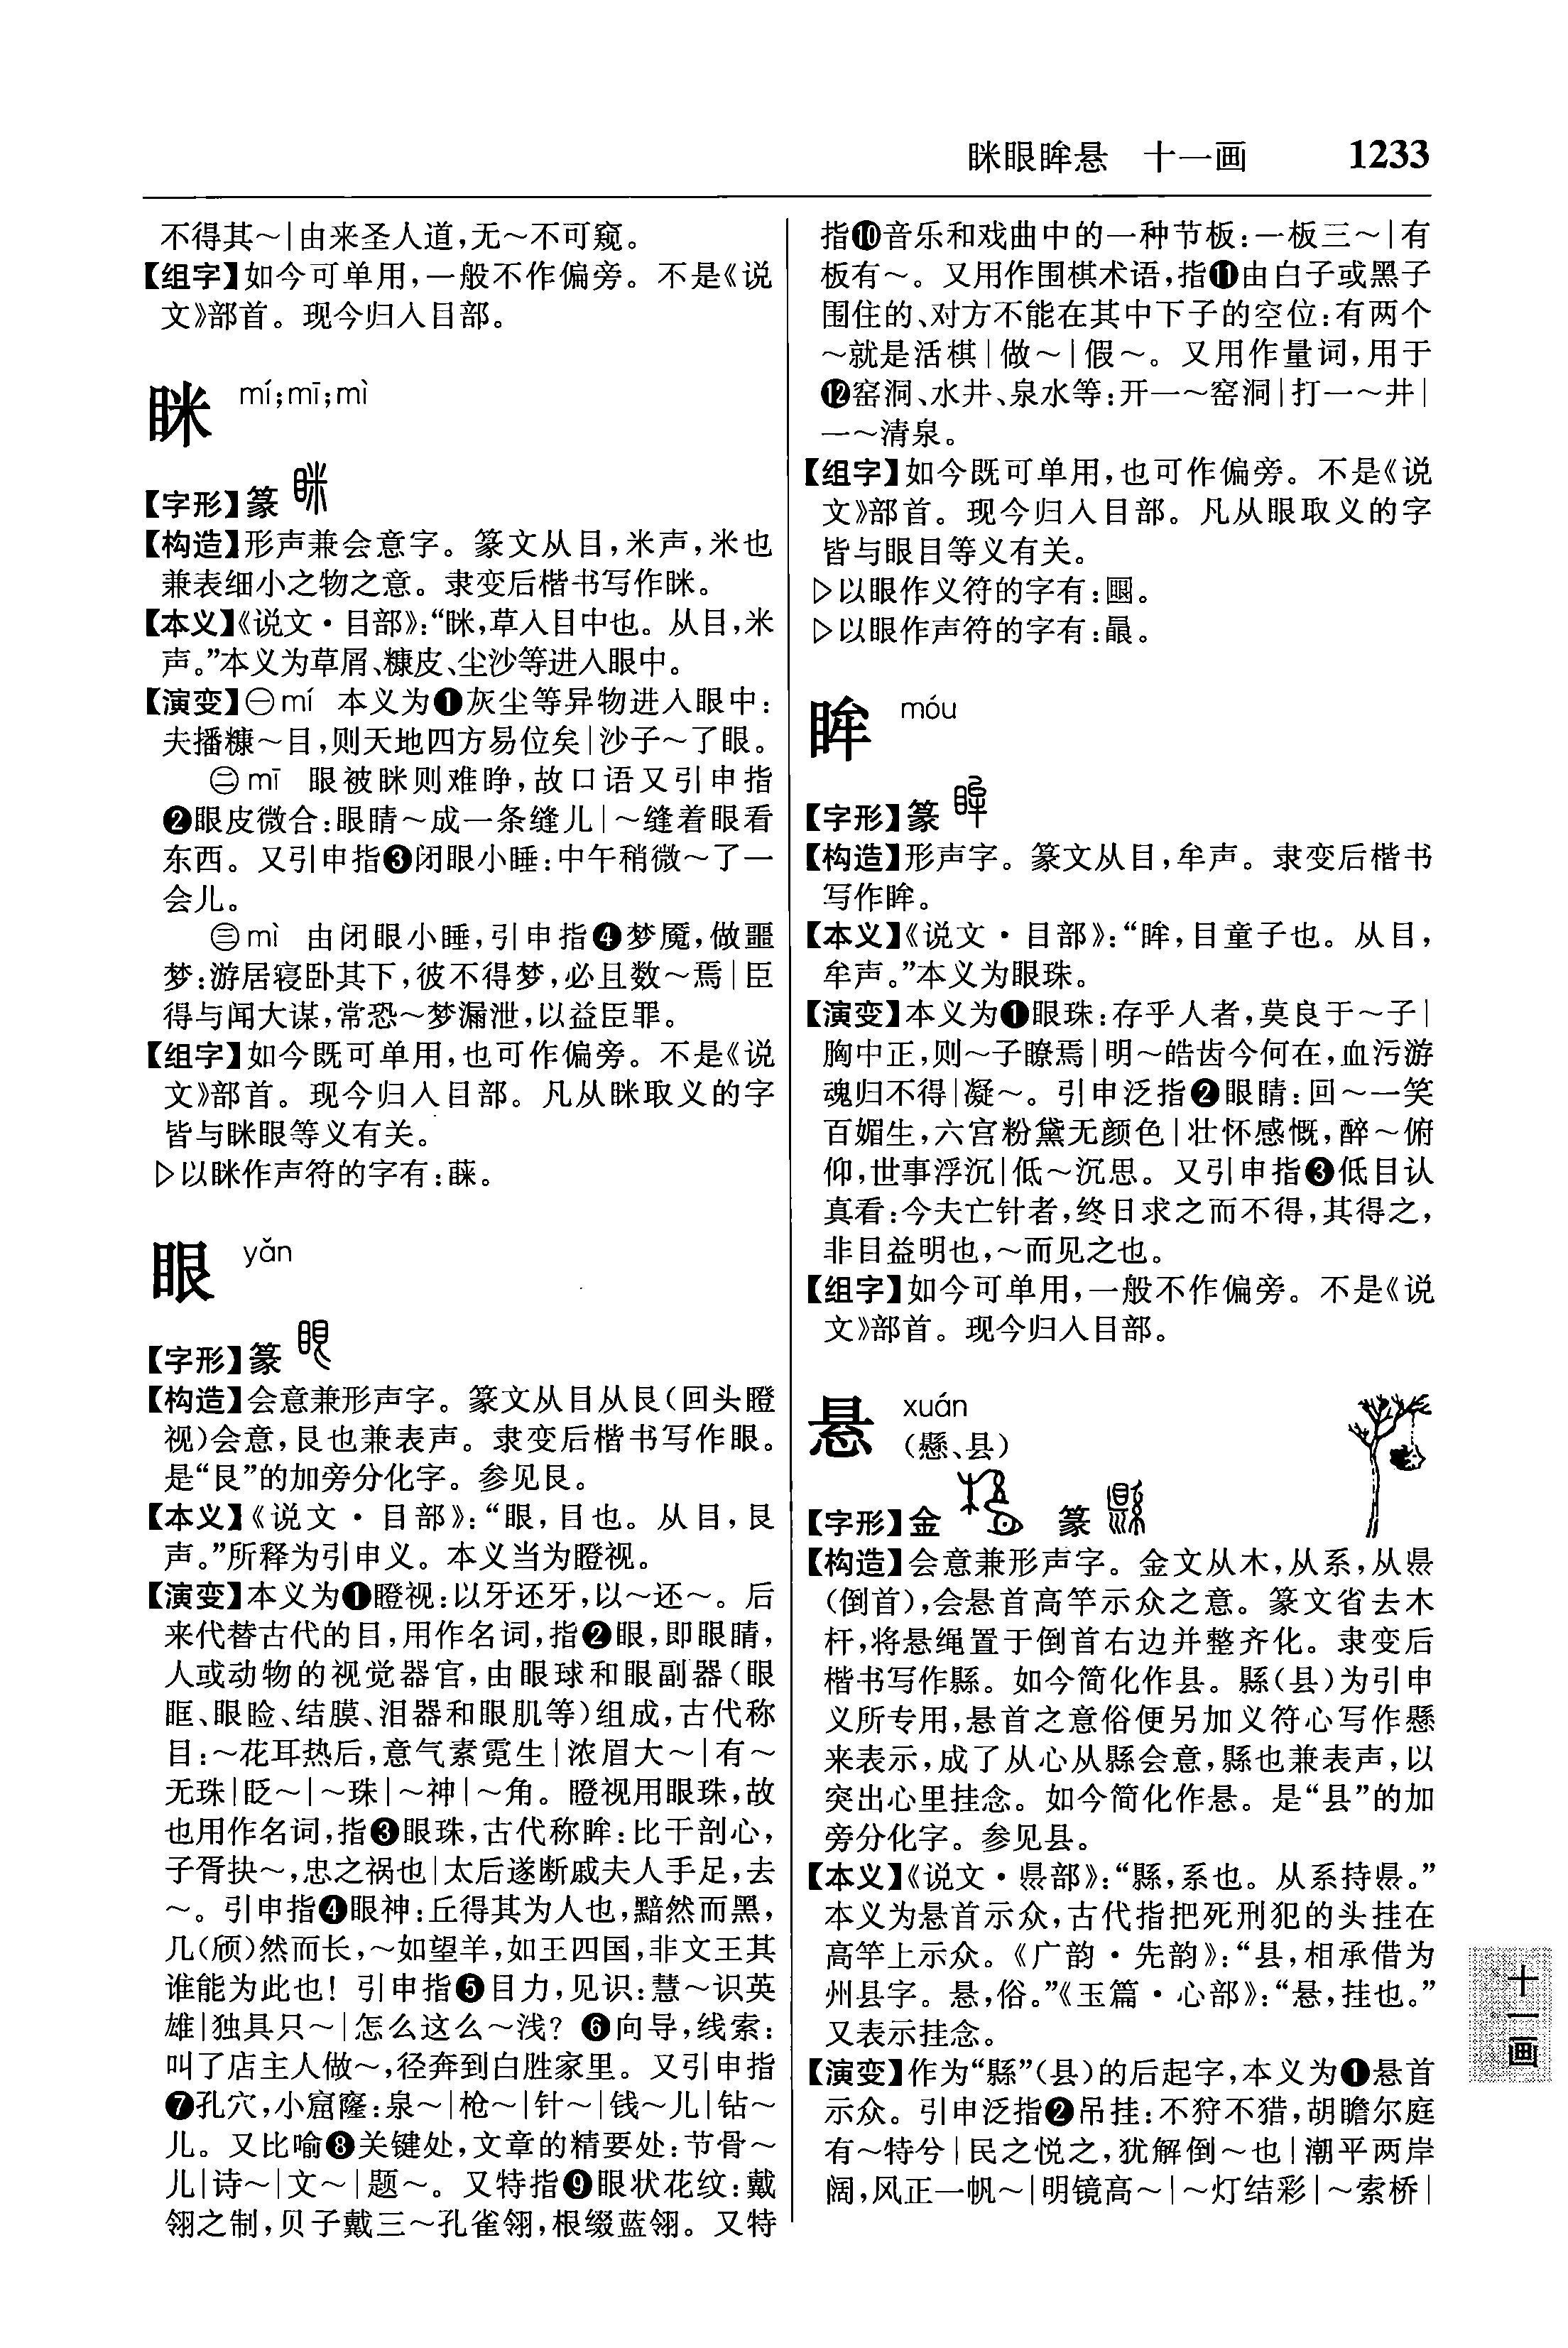 眯眼眸悬 十一画 1233
不得其～|由来圣人道,无～不可窥。
【组字】如今可单用,一般不作偏旁。不是《说
文》部首。现今归入目部。
眯 mí;mī;mì
【字形】篆
【构造】形声兼会意字。篆文从目,米声,米也
兼表细小之物之意。隶变后楷书写作眯。
【本义】《说文·目部》:“眯,草入目中也。从目,米
声。”本义为草屑、糠皮、尘沙等进入眼中。
【演变】㊀mí 本义为❶灰尘等异物进入眼中:
夫播糠～目,则天地四方易位矣|沙子～了眼。
㊁mī 眼被眯则难睁,故口语又引申指
❷眼皮微合:眼睛～成一条缝儿|～缝着眼看
东西。又引申指❸闭眼小睡:中午稍微～了一
会儿。
㊂mì 由闭眼小睡,引申指❹梦魇,做噩
梦:游居寝卧其下,彼不得梦,必且数～焉|臣
得与闻大谋,常恐～梦漏泄,以益臣罪。
【组字】如今既可单用,也可作偏旁。不是《说
文》部首。现今归入目部。凡从眯取义的字
皆与眯眼等义有关。
▷以眯作声符的字有:蔝。
眼 yǎn
【字形】篆
【构造】会意兼形声字。篆文从目从艮(回头瞪
视)会意,艮也兼表声。隶变后楷书写作眼。
是“艮”的加旁分化字。参见艮。
【本义】《说文·目部》:“眼,目也。从目,艮
声。”所释为引申义。本义当为瞪视。
【演变】本义为❶瞪视:以牙还牙,以～还～。后
来代替古代的目,用作名词,指❷眼,即眼睛,
人或动物的视觉器官,由眼球和眼副器(眼
眶、眼睑、结膜、泪器和眼肌等)组成,古代称
目:～花耳热后,意气素霓生|浓眉大～|有～
无珠|眨～|～珠|～神|～角。瞪视用眼珠,故
也用作名词,指❸眼珠,古代称眸:比干剖心,
子胥抉～,忠之祸也|太后遂断戚夫人手足,去
～。引申指❹眼神:丘得其为人也,黯然而黑,
几(颀)然而长,～如望羊,如王四国,非文王其
谁能为此也!引申指❺目力,见识:慧～识英
雄|独具只～|怎么这么～浅?❻向导,线索:
叫了店主人做～,径奔到白胜家里。又引申指
❼孔穴,小窟窿:泉～|枪～|针～|钱～儿|钻～
儿。又比喻❽关键处,文章的精要处:节骨～
儿|诗～|文～|题～。又特指❾眼状花纹:戴
翎之制,贝子戴三～孔雀翎,根缀蓝翎。又特
指❿音乐和戏曲中的一种节板:一板三～|有
板有～。又用作围棋术语,指⓫由白子或黑子
围住的、对方不能在其中下子的空位:有两个
～就是活棋|做～|假～。又用作量词,用于
⓬窑洞、水井、泉水等:开一～窑洞|打一～井|
一～清泉。
【组字】如今既可单用,也可作偏旁。不是《说
文》部首。现今归入目部。凡从眼取义的字
皆与眼目等义有关。
▷以眼作义符的字有:。
▷以眼作声符的字有:。
眸 móu
【字形】篆
【构造】形声字。篆文从目,牟声。隶变后楷书
写作眸。
【本义】《说文·目部》:“眸,目童子也。从目,
牟声。”本义为眼珠。
【演变】本义为❶眼珠:存乎人者,莫良于～子|
胸中正,则～子瞭焉|明～皓齿今何在,血污游
魂归不得|凝～。引申泛指❷眼睛:回～一笑
百媚生,六宫粉黛无颜色|壮怀感慨,醉～俯
仰,世事浮沉|低～沉思。又引申指❸低目认
真看:今夫亡针者,终日求之而不得,其得之,
非目益明也,～而见之也。
【组字】如今可单用,一般不作偏旁。不是《说
文》部首。现今归入目部。
悬 xuán
(懸、县)
【字形】金 篆
【构造】会意兼形声字。金文从木,从系,从県
(倒首),会悬首高竿示众之意。篆文省去木
杆,将悬绳置于倒首右边并整齐化。隶变后
楷书写作縣。如今简化作县。縣(县)为引申
义所专用,悬首之意俗便另加义符心写作懸
来表示,成了从心从縣会意,縣也兼表声,以
突出心里挂念。如今简化作悬。是“县”的加
旁分化字。参见县。
【本义】《说文·県部》:“縣,系也。从系持県。”
本义为悬首示众,古代指把死刑犯的头挂在
高竿上示众。《广韵·先韵》:“县,相承借为
州县字。悬,俗。”《玉篇·心部》:“悬,挂也。”
又表示挂念。
【演变】作为“縣”(县)的后起字,本义为❶悬首
示众。引申泛指❷吊挂:不狩不猎,胡瞻尔庭
有～特兮|民之悦之,犹解倒～也|潮平两岸
阔,风正一帆～|明镜高～|～灯结彩|～索桥|
十一画